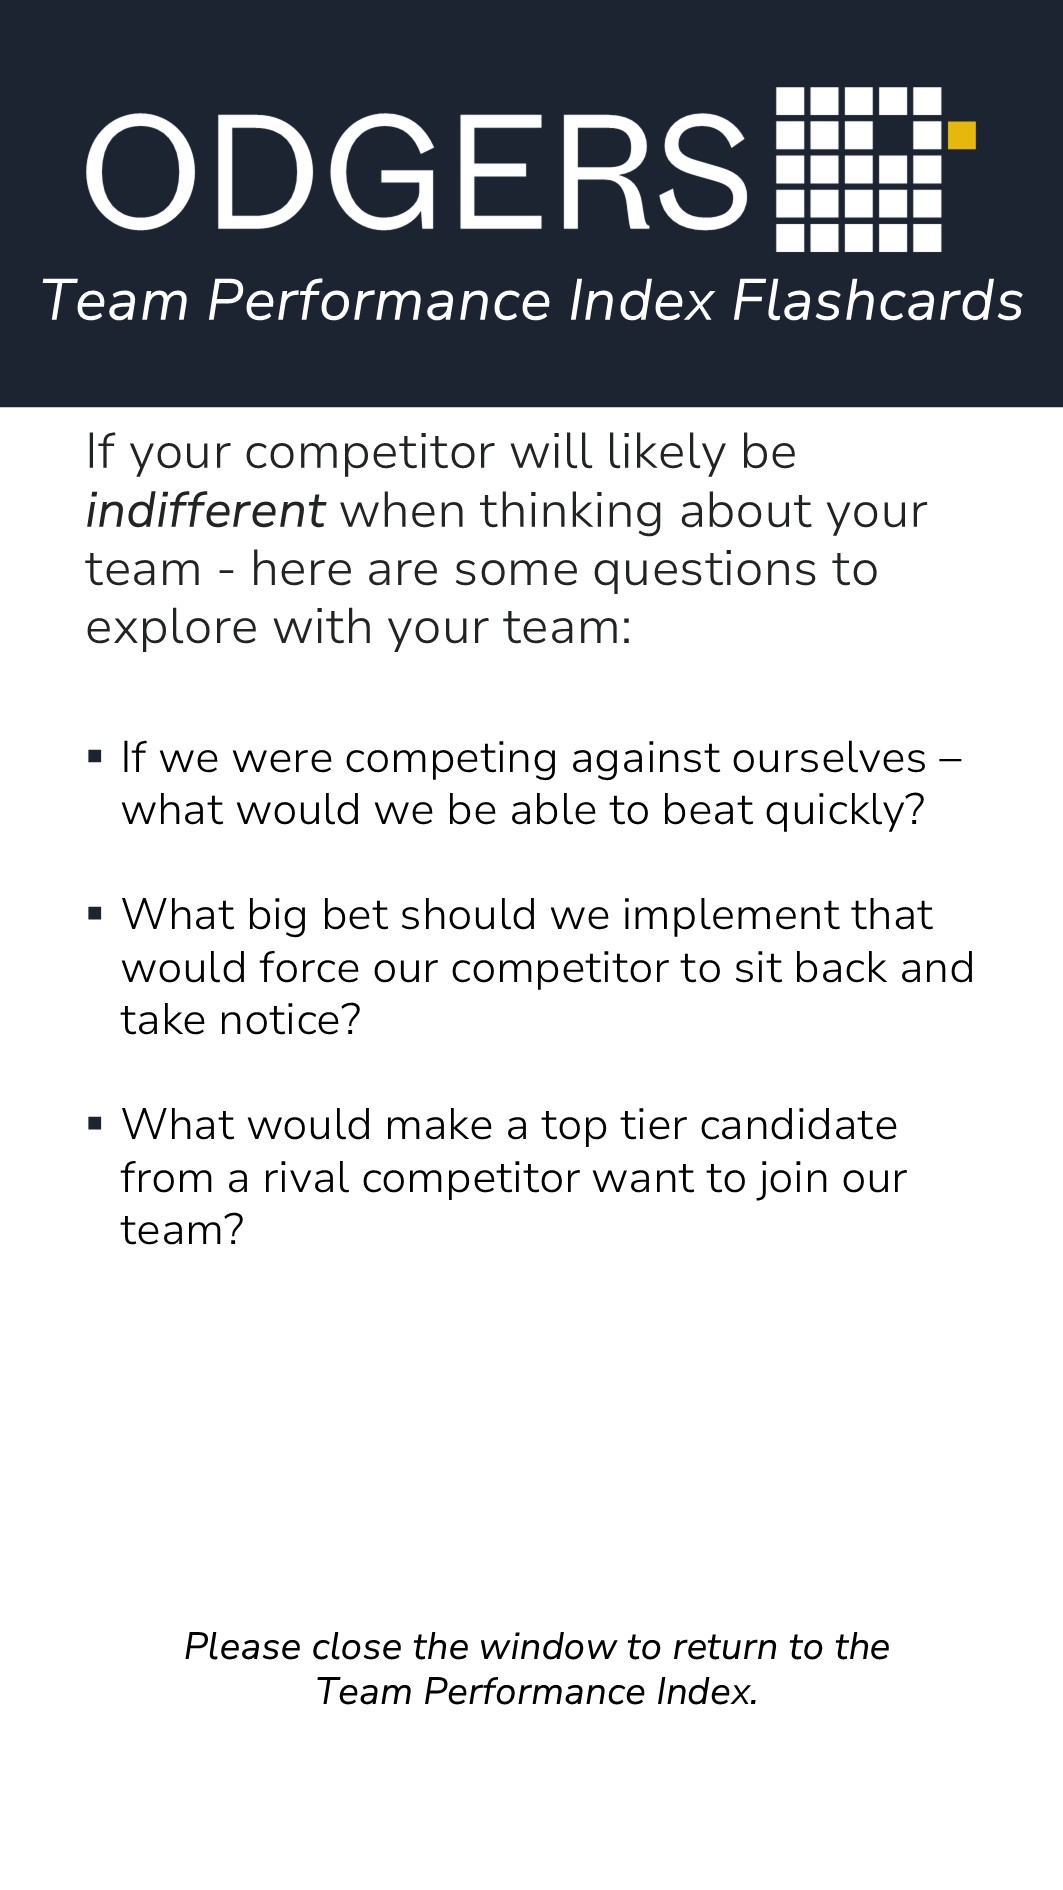 ODGERS
Team Performance Index Flashcards
If your competitor will likely be
indifferent when thinking about your
team - here are some questions to
explore with your team:
▪ If we were competing against ourselves –
what would we be able to beat quickly?
▪ What big bet should we implement that
would force our competitor to sit back and
take notice?
▪ What would make a top tier candidate
from a rival competitor want to join our
team?
Please close the window to return to the
Team Performance Index.